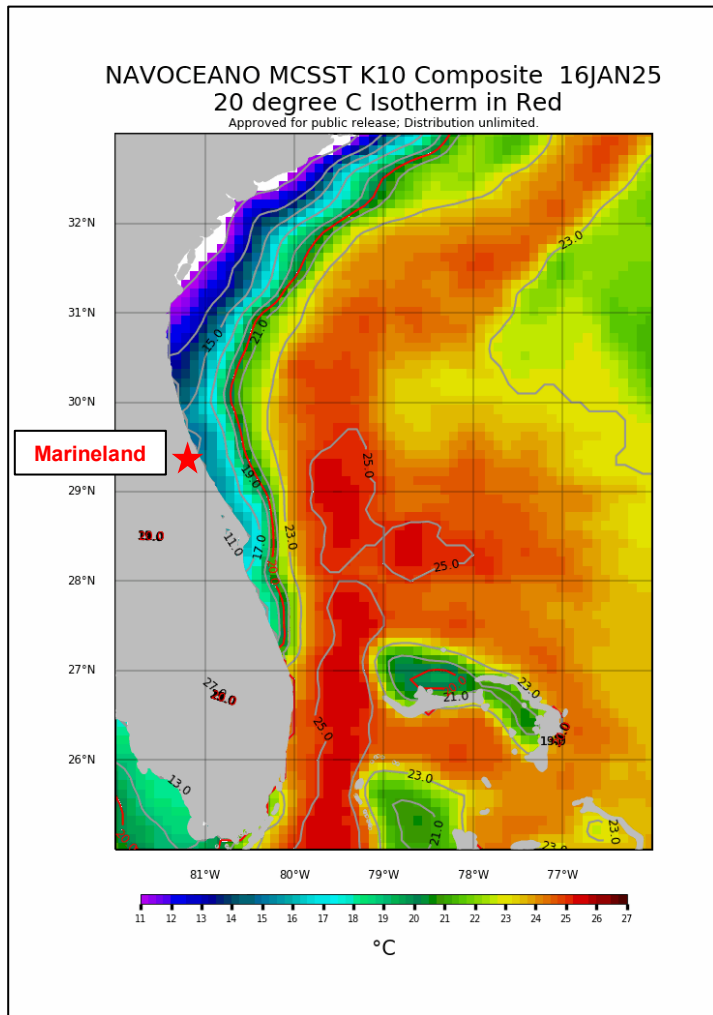 NAVOCEANO MCSST K10 Composite 16JAN25
20 degree C Isotherm in Red
Approved for public release; Distribution unlimited.
32°N
23.0
31°N
21.0
15.0
30°N
Marineland
25.0
19.0
29°N
23.0
11.0
17.0
28°N
25.0
27°N
27.0
23.0
21.0
25.0
26°N
23.0
13.0
21.0
23.0
23.0
81°W 80°W 79°W 78°W 77°W
11 12 13 14 15 16 17 18 19 20 21 22 23 24 25 26 27
°C